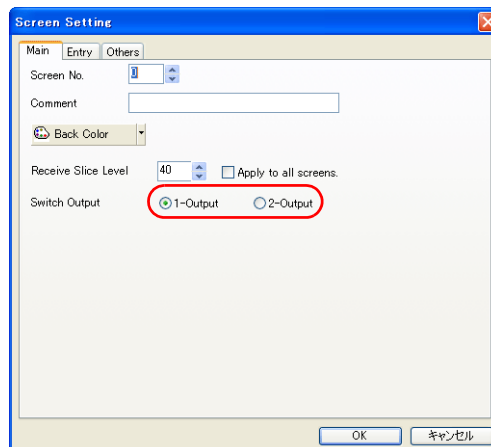 Screen Setting
Main Entry Others
Screen No. 0
Comment
Back Color
Receive Slice Level 40 Apply to all screens.
Switch Output 1-Output 2-Output
OK キャンセル